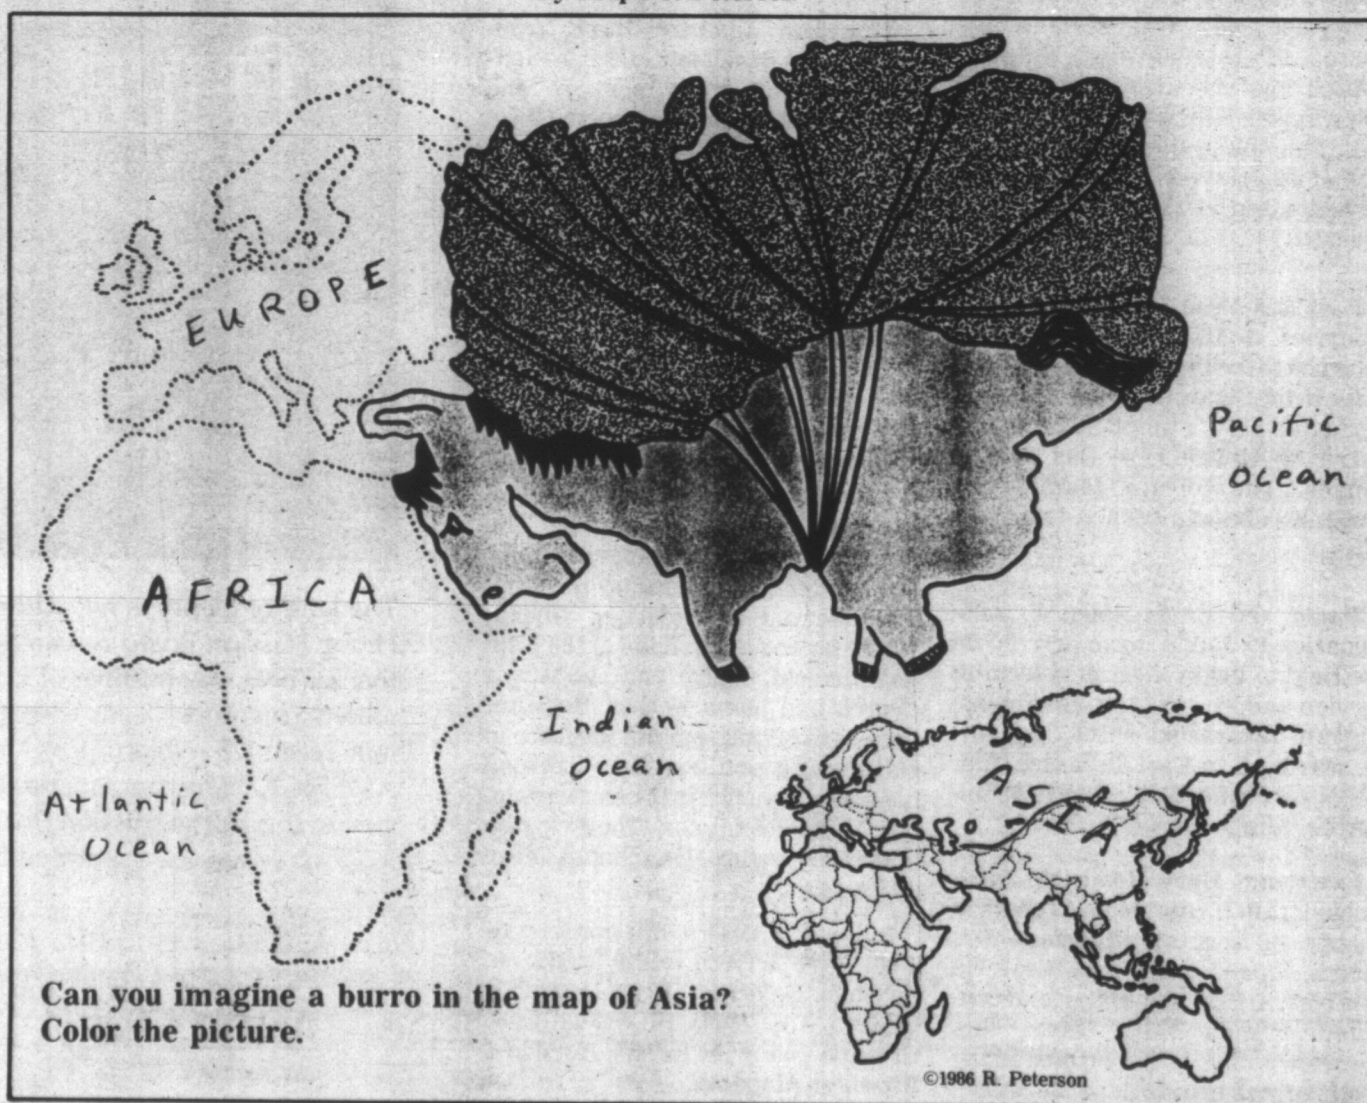 EUROPE
AFRICA
Pacific
Ocean
Indian
Ocean
Atlantic
Ocean
ASIA
Can you imagine a burro in the map of Asia?
Color the picture.
©1986 R. Peterson